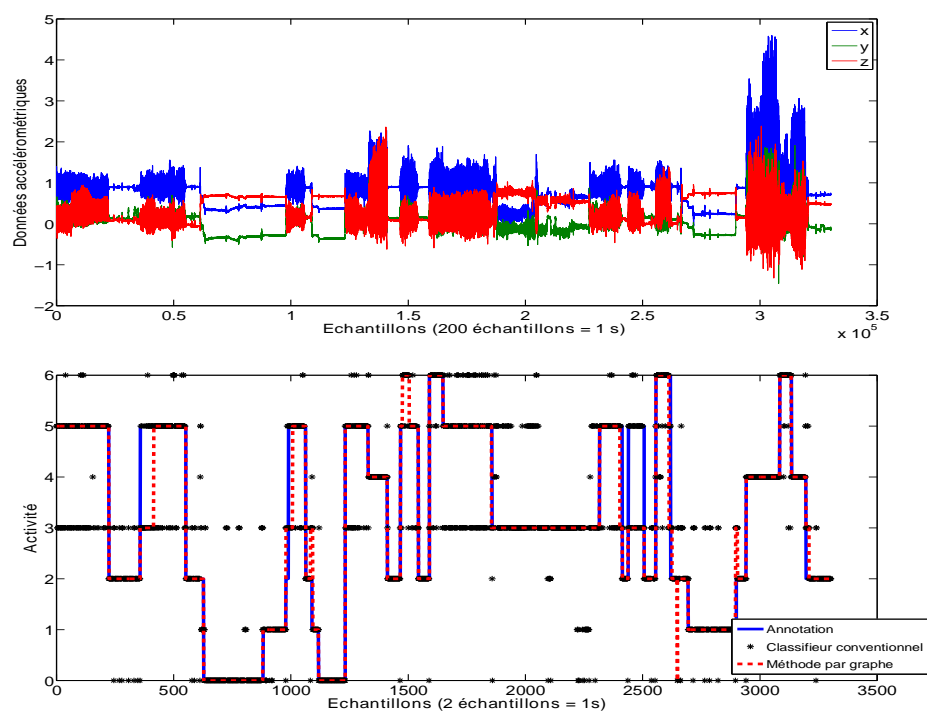 5
4
3
2
1
0
−1
−2
Données accélérométriques
x
y
z
0
0.5
1
1.5
2
2.5
3
3.5
x 10^5
Echantillons (200 échantillons = 1 s)
6
5
4
3
2
1
0
Activité
Annotation
Classifieur conventionnel
Méthode par graphe
0
500
1000
1500
2000
2500
3000
3500
Echantillons (2 échantillons = 1s)